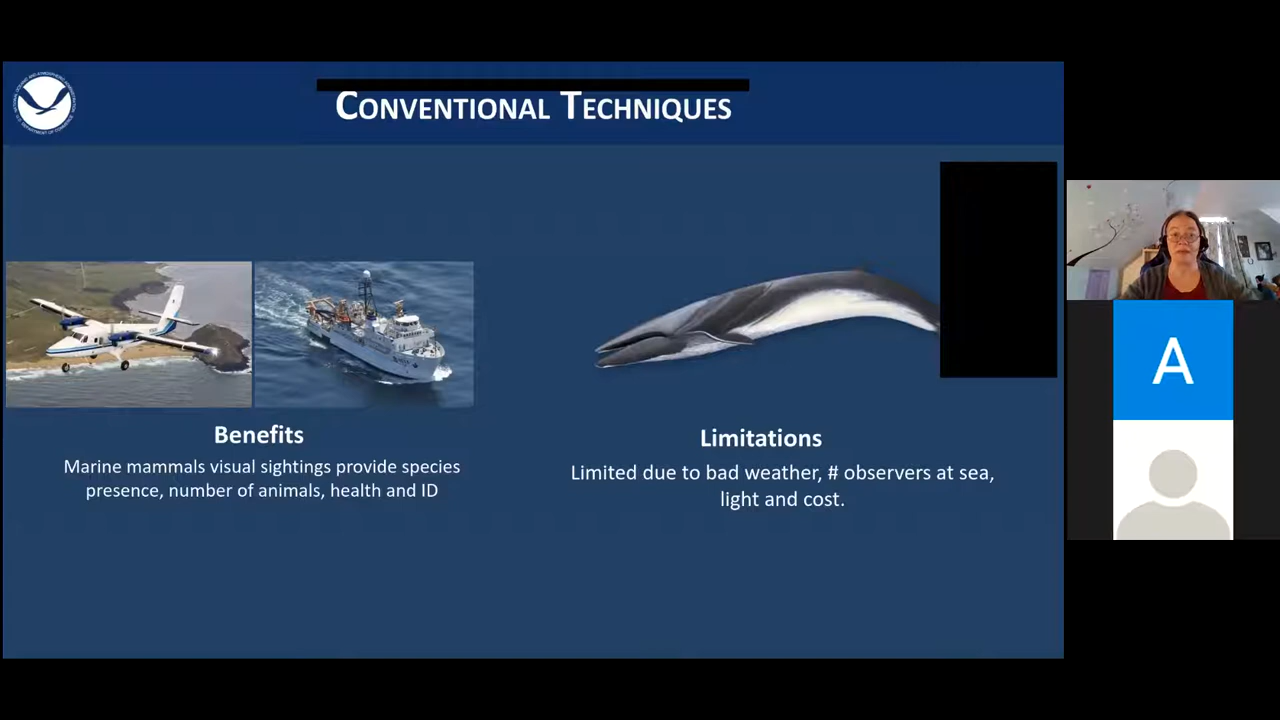 CONVENTIONAL TECHNIQUES
Benefits
Marine mammals visual sightings provide species
presence, number of animals, health and ID
Limitations
Limited due to bad weather, # observers at sea,
light and cost.
A